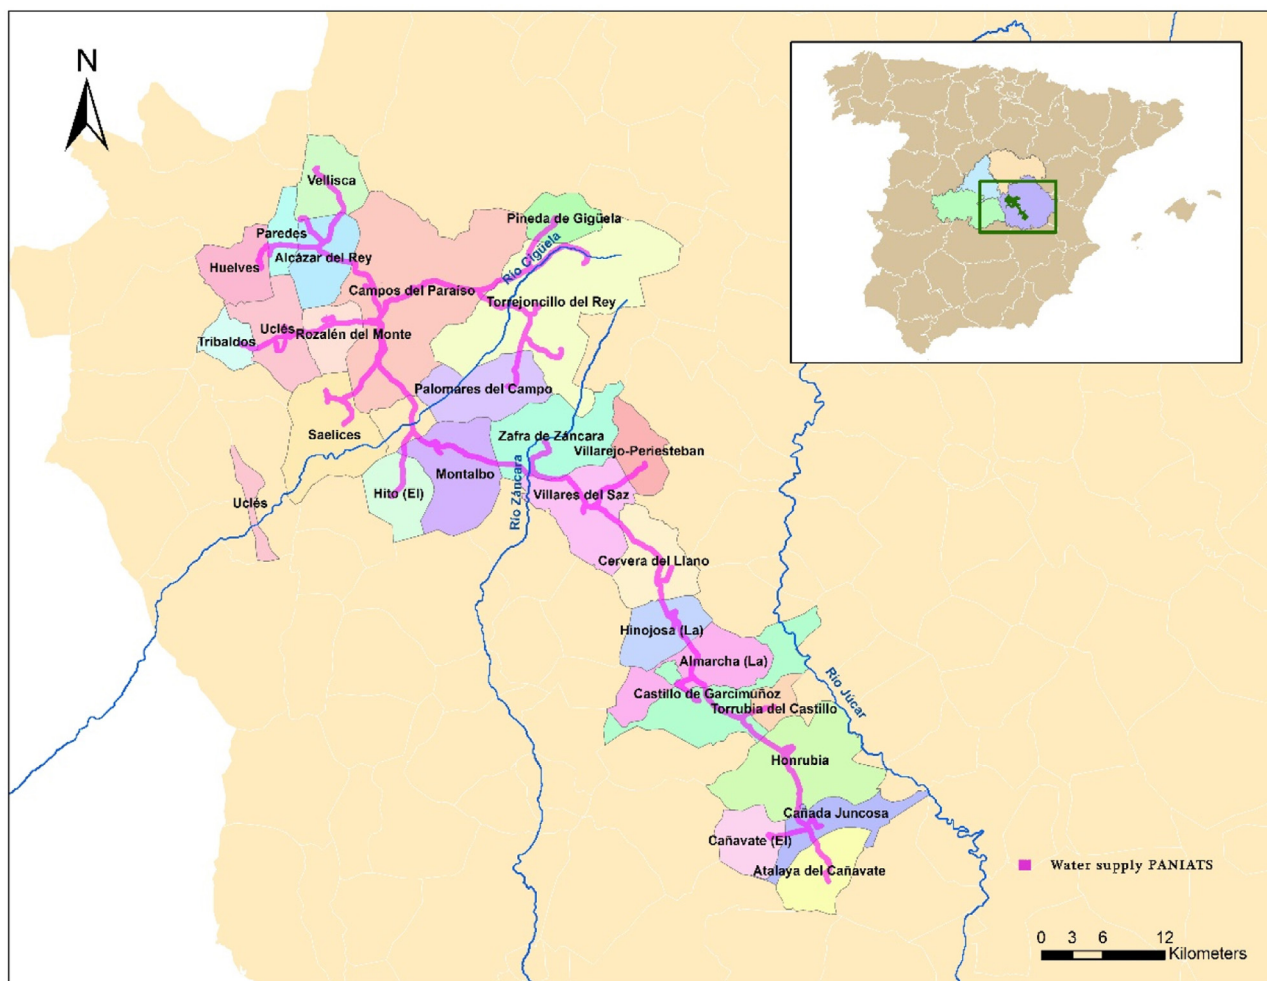 N
Vellisca
Pineda de Gigüela
Paredes
Río Cigüela
Alcázar del Rey
Huelves
Campos del Paraíso
Torrejoncillo del Rey
Uclés
Rozalén del Monte
Tribaldos
Palomares del Campo
Saelices
Zafra de Záncara
Villarejo-Periesteban
Montalbo
Hito (El)
Villares del Saz
Río Záncara
Uclés
Cervera del Llano
Hinojosa (La)
Almarcha (La)
Castillo de Garcimuñoz
Río Júcar
Torrubia del Castillo
Honrubia
Cañada Juncosa
Cañavate (El)
Atalaya del Cañavate
Water supply PANIATS
0 3 6 12
Kilometers